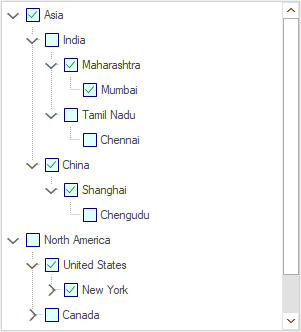 Asia
India
Maharashtra
Mumbai
Tamil Nadu
Chennai
China
Shanghai
Chengudu
North America
United States
New York
Canada